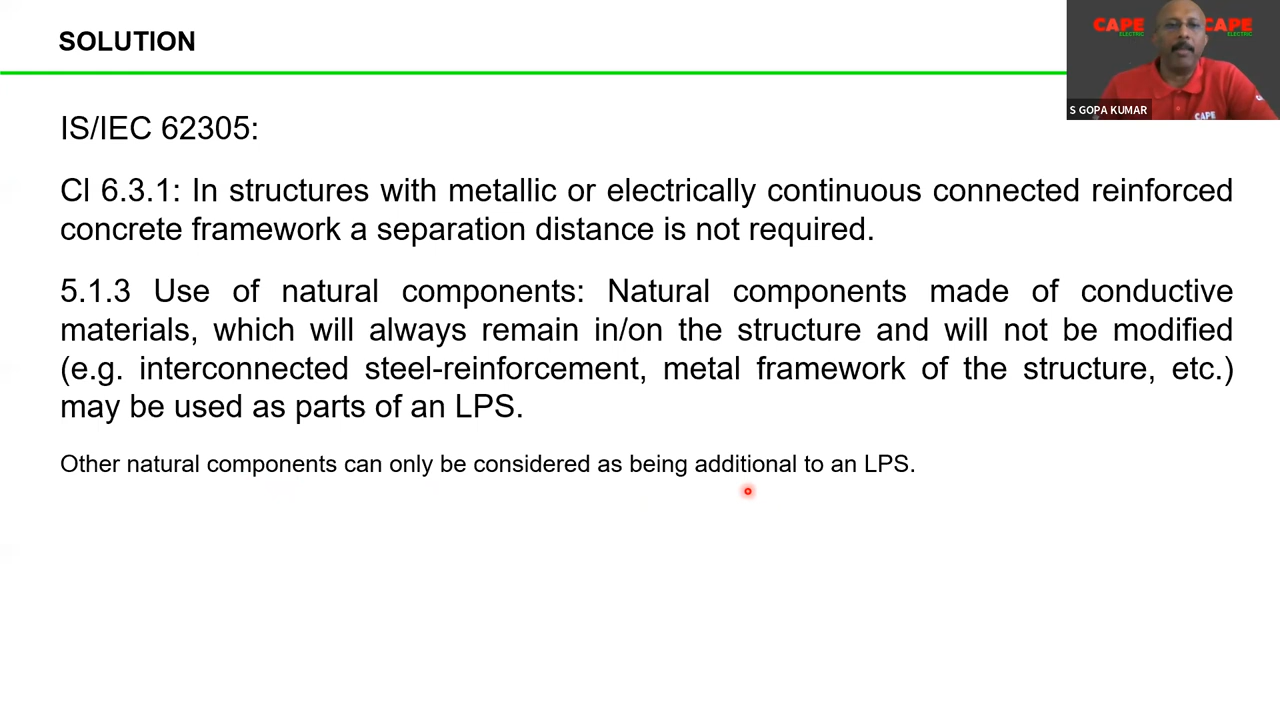 SOLUTION
CAPE
ELECTRIC
CAPE
ELECTRIC
CAPE
S GOPA KUMAR
IS/IEC 62305:
Cl 6.3.1: In structures with metallic or electrically continuous connected reinforced
concrete framework a separation distance is not required.
5.1.3 Use of natural components: Natural components made of conductive
materials, which will always remain in/on the structure and will not be modified
(e.g. interconnected steel-reinforcement, metal framework of the structure, etc.)
may be used as parts of an LPS.
Other natural components can only be considered as being additional to an LPS.